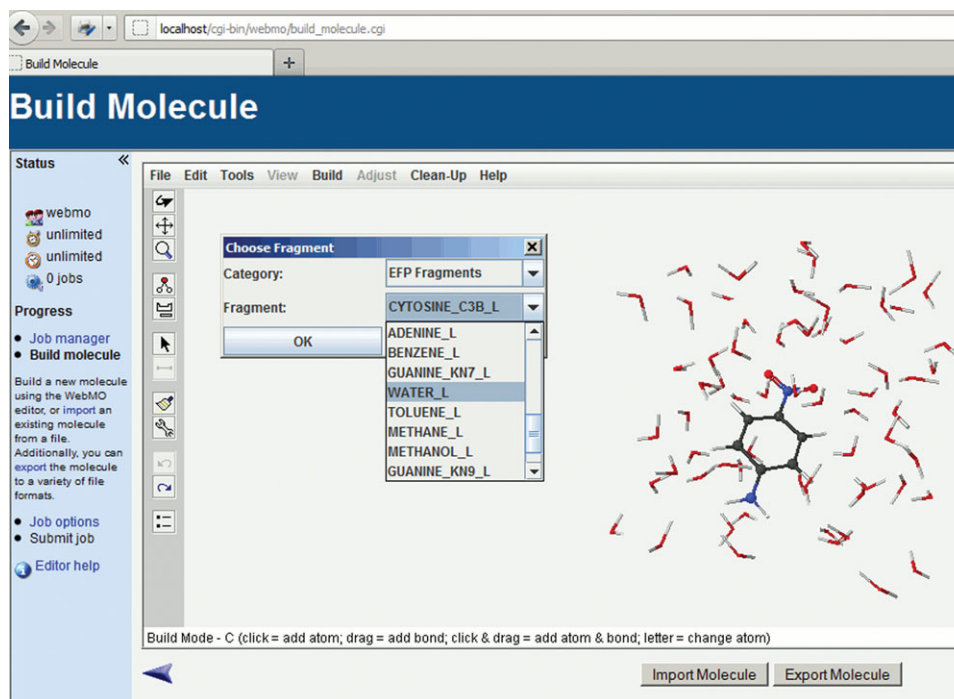 localhost/cgi-bin/webmo/build_molecule.cgi
Build Molecule
+
Build Molecule
Status
«
webmo
unlimited
unlimited
0 jobs
Progress
Job manager
Build molecule
Build a new molecule
using the WebMO
editor, or import an
existing molecule
from a file.
Additionally, you can
export the molecule
to a variety of file
formats.
Job options
Submit job
Editor help
File Edit Tools View Build Adjust Clean-Up Help
Choose Fragment
Category: EFP Fragments
Fragment: CYTOSINE_C3B_L
OK
ADENINE_L
BENZENE_L
GUANINE_KN7_L
WATER_L
TOLUENE_L
METHANE_L
METHANOL_L
GUANINE_KN9_L
Build Mode - C (click = add atom; drag = add bond; click & drag = add atom & bond; letter = change atom)
Import Molecule Export Molecule